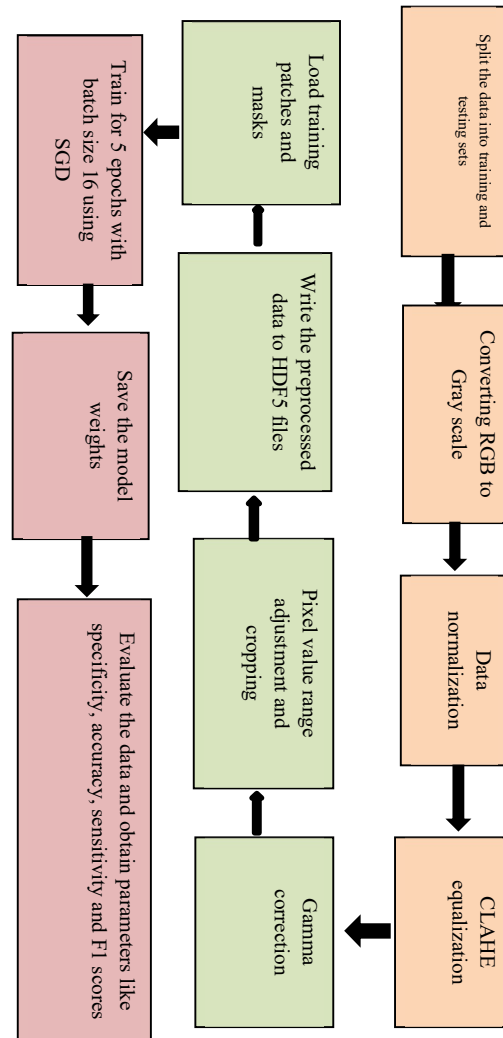 Split the data into training and
testing sets
Converting RGB to
Gray scale
Data
normalization
CLAHE
equalization
Gamma
correction
Pixel value range
adjustment and
cropping
Write the preprocessed
data to HDF5 files
Load training
patches and
masks
Train for 5 epochs with
batch size 16 using
SGD
Save the model
weights
Evaluate the data and obtain parameters like
specificity, accuracy, sensitivity and F1 scores